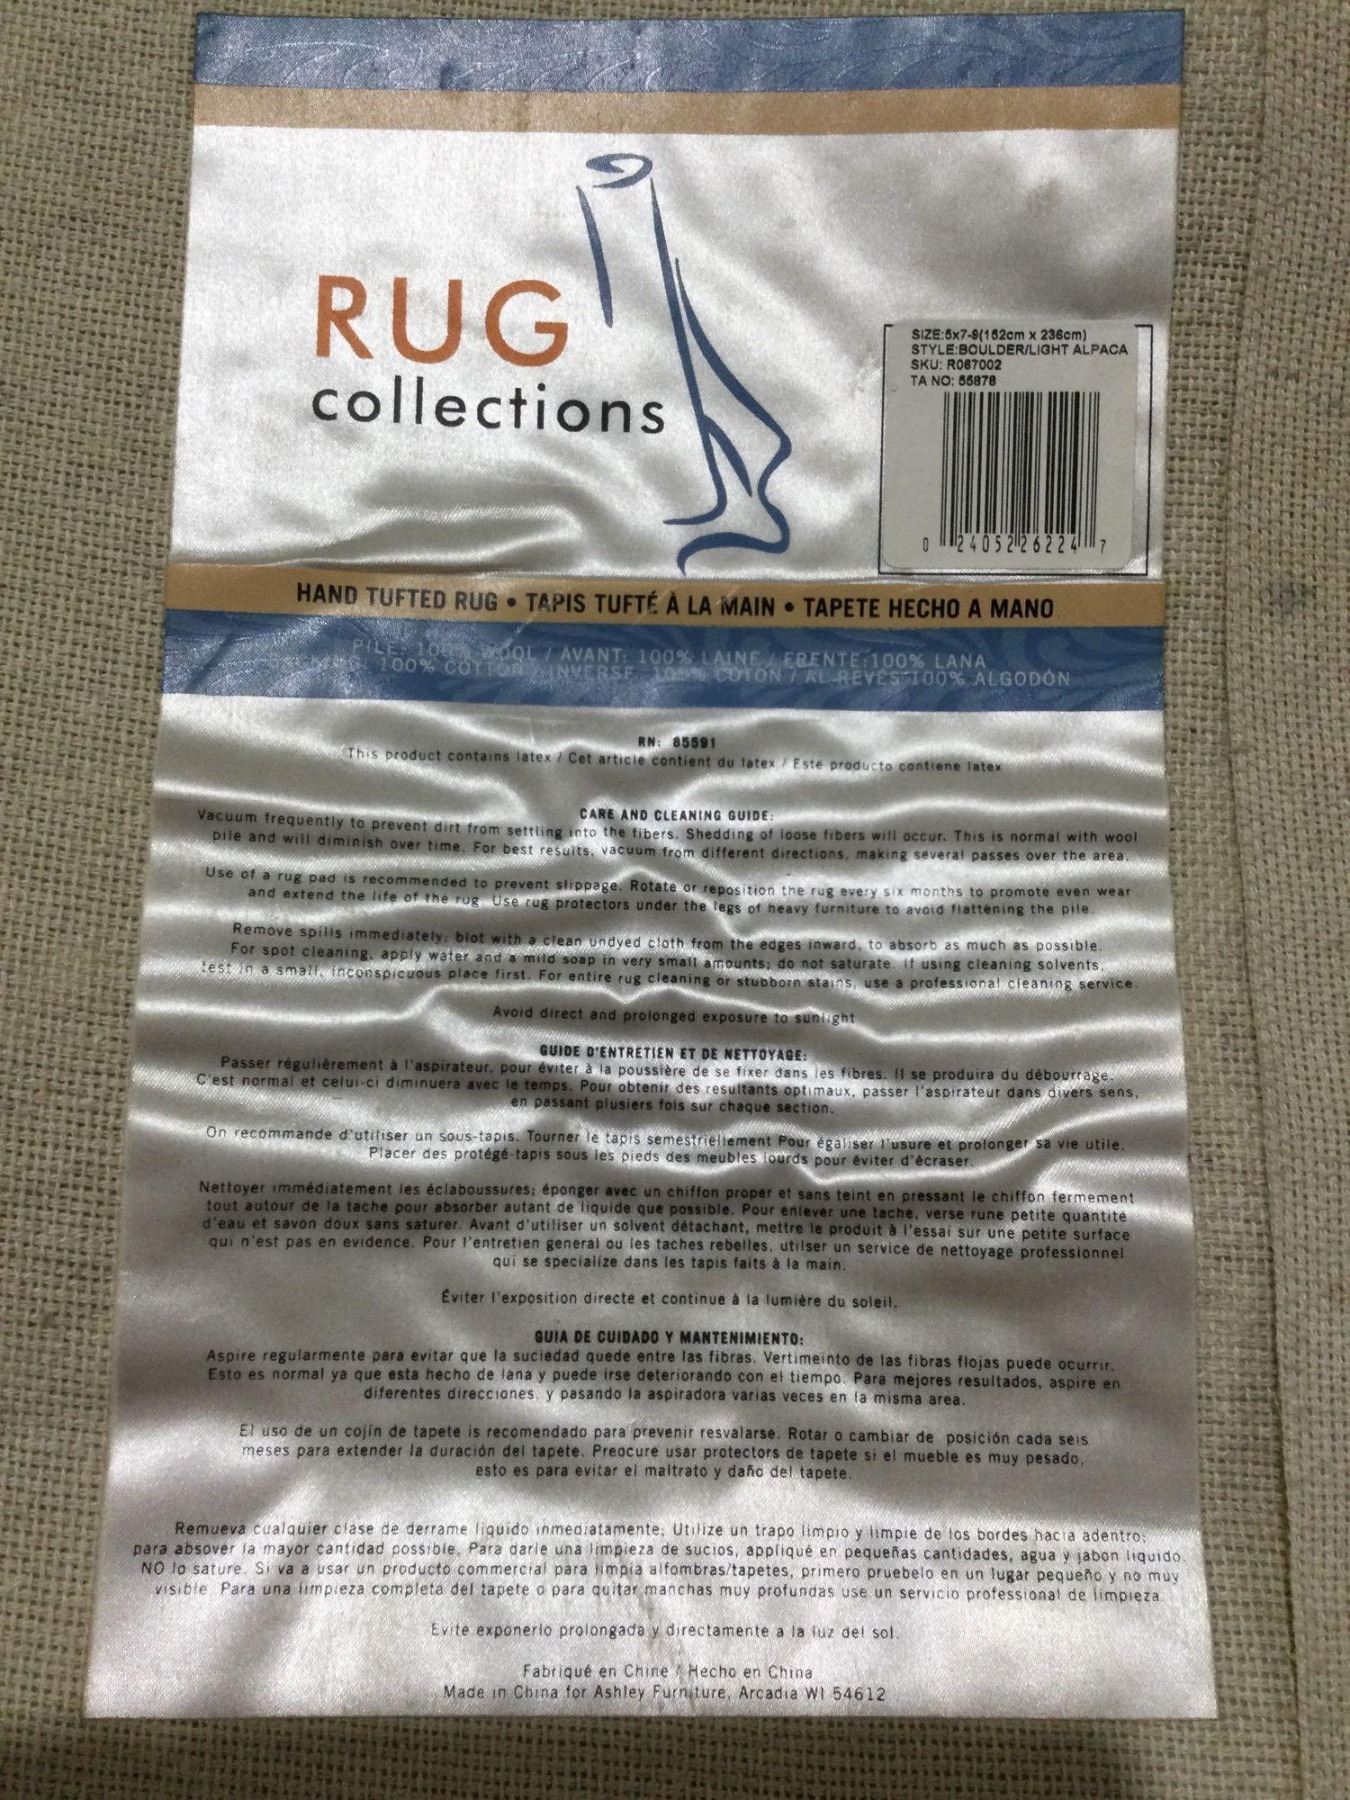 RUG
collections
SIZE:5x7-9(152cm x 236cm)
STYLE:BOULDER/LIGHT ALPACA
SKU: R067002
TA NO: 55878
0 24052 26224 7
HAND TUFTED RUG • TAPIS TUFTÉ À LA MAIN • TAPETE HECHO A MANO
PILE: 100% WOOL / AVANT: 100% LAINE / FRENTE:100% LANA
100% COTTON INVERSE 100% COTON / AL REVES 100% ALGODÓN
RN: 85591
This product contains latex / Cet article contient du latex / Este producto contiene latex
CARE AND CLEANING GUIDE:
Vacuum frequently to prevent dirt from settling into the fibers. Shedding of loose fibers will occur. This is normal with wool
pile and will diminish over time. For best results, vacuum from different directions, making several passes over the area.
Use of a rug pad is recommended to prevent slippage. Rotate or reposition the rug every six months to promote even wear
and extend the life of the rug. Use rug protectors under the legs of heavy furniture to avoid flattening the pile.
Remove spills immediately; blot with a clean undyed cloth from the edges inward, to absorb as much as possible.
For spot cleaning, apply water and a mild soap in very small amounts; do not saturate. If using cleaning solvents,
test in a small, inconspicuous place first. For entire rug cleaning or stubborn stains, use a professional cleaning service.
Avoid direct and prolonged exposure to sunlight
GUIDE D'ENTRETIEN ET DE NETTOYAGE:
Passer régulièrement à l'aspirateur, pour éviter à la poussière de se fixer dans les fibres. Il se produira du débourrage.
C'est normal et celui-ci diminuera avec le temps. Pour obtenir des resultants optimaux, passer l'aspirateur dans divers sens,
en passant plusiers fois sur chaque section.
On recommande d'utiliser un sous-tapis. Tourner le tapis semestriellement Pour égaliser l'usure et prolonger sa vie utile.
Placer des protégé-tapis sous les pieds des meubles lourds pour éviter d'écraser.
Nettoyer immédiatement les éclaboussures; éponger avec un chiffon proper et sans teint en pressant le chiffon fermement
tout autour de la tache pour absorber autant de liquide que possible. Pour enlever une tache, verse rune petite quantité
d'eau et savon doux sans saturer. Avant d'utiliser un solvent détachant, mettre le produit à l'essai sur une petite surface
qui n'est pas en evidence. Pour l'entretien general ou les taches rebelles, utilser un service de nettoyage professionnel
qui se specialize dans les tapis faits à la main.
Éviter l'exposition directe et continue à la lumière du soleil.
GUIA DE CUIDADO Y MANTENIMIENTO:
Aspire regularmente para evitar que la suciedad quede entre las fibras. Vertimeinto de las fibras flojas puede ocurrir.
Esto es normal ya que esta hecho de lana y puede irse deteriorando con el tiempo. Para mejores resultados, aspire en
diferentes direcciones, y pasando la aspiradora varias veces en la misma area.
El uso de un cojín de tapete is recomendado para prevenir resvalarse. Rotar o cambiar de posición cada seis
meses para extender la duración del tapete. Preocure usar protectors de tapete si el mueble es muy pesado,
esto es para evitar el maltrato y daño del tapete.
Remueva cualquier clase de derrame liquido inmediatamente; Utilize un trapo limpio y limpie de los bordes hacia adentro;
para absover la mayor cantidad possible. Para darle una limpieza de sucios, appliqué en pequeñas cantidades, agua y jabon liquido.
NO lo sature. Si va a usar un producto commercial para limpia alfombras/tapetes, primero pruebelo en un lugar pequeño y no muy
visible. Para una limpieza completa del tapete o para quitar manchas muy profundas use un servicio professional de limpieza.
Evite exponerlo prolongada y directamente a la luz del sol.
Fabriqué en Chine / Hecho en China
Made in China for Ashley Furniture, Arcadia WI 54612